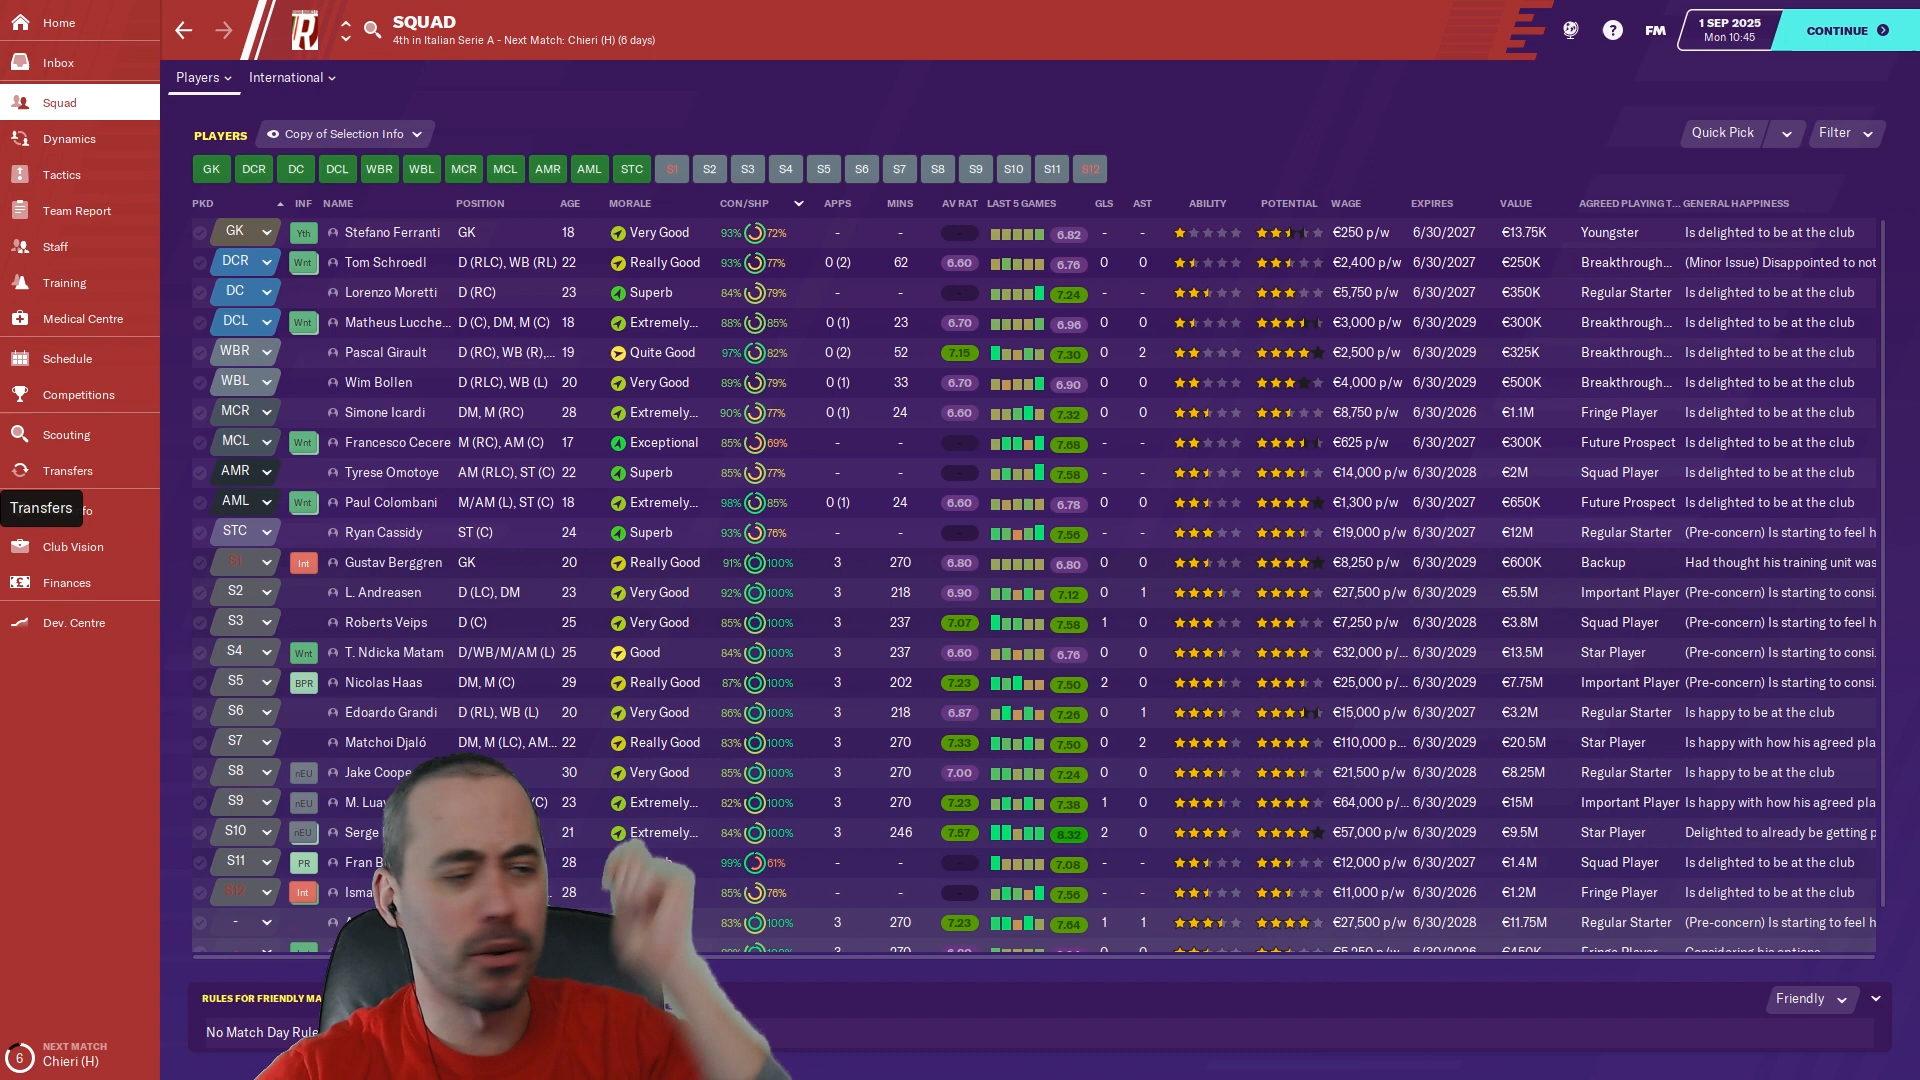 Home
Inbox
Squad
Dynamics
Tactics
Team Report
Staff
Training
Medical Centre
Schedule
Competitions
Scouting
Transfers
Transfers
Club Vision
Finances
Dev. Centre
6 NEXT MATCH
Chieri (H)
SQUAD
4th in Italian Serie A - Next Match: Chieri (H) (6 days)
FM
1 SEP 2025
Mon 10:45
CONTINUE
Players International
PLAYERS Copy of Selection Info Quick Pick Filter
GK DCR DC DCL WBR WBL MCR MCL AMR AML STC S1 S2 S3 S4 S5 S6 S7 S8 S9 S10 S11 S12
PKD INF NAME POSITION AGE MORALE CON/SHP APPS MINS AV RAT LAST 5 GAMES GLS AST ABILITY POTENTIAL WAGE EXPIRES VALUE AGREED PLAYING T... GENERAL HAPPINESS
GK Yth Stefano Ferranti GK 18 Very Good 93% 72% - - - 6.82 - - €250 p/w 6/30/2027 €13.75K Youngster Is delighted to be at the club
DCR Wnt Tom Schroedl D (RLC), WB (RL) 22 Really Good 93% 77% 0 (2) 62 6.60 6.76 0 0 €2,400 p/w 6/30/2027 €250K Breakthrough... (Minor Issue) Disappointed to not
DC Lorenzo Moretti D (RC) 23 Superb 84% 79% - - - 7.24 - - €5,750 p/w 6/30/2027 €350K Regular Starter Is delighted to be at the club
DCL Wnt Matheus Lucche... D (C), DM, M (C) 18 Extremely... 88% 85% 0 (1) 23 6.70 6.96 0 0 €3,000 p/w 6/30/2029 €300K Breakthrough... Is delighted to be at the club
WBR Pascal Girault D (RC), WB (R),... 19 Quite Good 97% 82% 0 (2) 52 7.15 7.30 0 2 €2,500 p/w 6/30/2029 €325K Breakthrough... Is delighted to be at the club
WBL Wim Bollen D (RLC), WB (L) 20 Very Good 89% 79% 0 (1) 33 6.70 6.90 0 0 €4,000 p/w 6/30/2029 €500K Breakthrough... Is delighted to be at the club
MCR Simone Icardi DM, M (RC) 28 Extremely... 90% 77% 0 (1) 24 6.60 7.32 0 0 €8,750 p/w 6/30/2026 €1.1M Fringe Player Is delighted to be at the club
MCL Wnt Francesco Cecere M (RC), AM (C) 17 Exceptional 85% 69% - - - 7.68 - - €625 p/w 6/30/2027 €300K Future Prospect Is delighted to be at the club
AMR Tyrese Omotoye AM (RLC), ST (C) 22 Superb 85% 77% - - - 7.58 - - €14,000 p/w 6/30/2028 €2M Squad Player Is delighted to be at the club
AML Wnt Paul Colombani M/AM (L), ST (C) 18 Extremely... 98% 85% 0 (1) 24 6.60 6.78 0 0 €1,300 p/w 6/30/2027 €650K Future Prospect Is delighted to be at the club
STC Ryan Cassidy ST (C) 24 Superb 93% 76% - - - 7.56 - - €19,000 p/w 6/30/2027 €12M Regular Starter (Pre-concern) Is starting to feel h
S1 Int Gustav Berggren GK 20 Really Good 91% 100% 3 270 6.80 6.80 0 0 €8,250 p/w 6/30/2029 €600K Backup Had thought his training unit was
S2 L. Andreasen D (LC), DM 23 Very Good 92% 100% 3 218 6.90 7.12 0 1 €27,500 p/w 6/30/2029 €5.5M Important Player (Pre-concern) Is starting to consi.
S3 Roberts Veips D (C) 25 Very Good 85% 100% 3 237 7.07 7.58 1 0 €7,250 p/w 6/30/2029 €3.8M Squad Player (Pre-concern) Is starting to feel h
S4 Wnt T. Ndicka Matam D/WB/M/AM (L) 25 Good 84% 100% 3 237 6.60 6.76 0 0 €32,000 p/... 6/30/2029 €13.5M Star Player (Pre-concern) Is starting to consi.
S5 BPR Nicolas Haas DM, M (C) 29 Really Good 87% 100% 3 202 7.23 7.50 2 0 €25,000 p/... 6/30/2029 €7.75M Important Player (Pre-concern) Is starting to consi.
S6 Edoardo Grandi D (RL), WB (L) 20 Very Good 86% 100% 3 218 6.87 7.26 0 1 €15,000 p/w 6/30/2027 €3.2M Regular Starter Is happy to be at the club
S7 Matchoi Djaló DM, M (LC), AM... 22 Really Good 83% 100% 3 270 7.33 7.50 0 2 €110,000 p... 6/30/2029 €20.5M Star Player Is happy with how his agreed pla
S8 nEU Jake Coope 30 Very Good 85% 100% 3 270 7.00 7.24 0 0 €21,500 p/w 6/30/2028 €8.25M Regular Starter Is happy to be at the club
S9 nEU M. Lua (C) 23 Extremely... 82% 100% 3 270 7.23 7.38 1 0 €64,000 p/... 6/30/2029 €15M Important Player Is happy with how his agreed pla
S10 nEU Serge 21 Extremely... 84% 100% 3 246 7.57 8.32 2 0 €57,000 p/w 6/30/2029 €9.5M Star Player Delighted to already be getting p
S11 PR Fran B 28 99% 61% - - - 7.08 - - €12,000 p/w 6/30/2027 €1.4M Squad Player Is delighted to be at the club
S12 Int Isma 28 85% 76% - - - 7.56 - - €11,000 p/w 6/30/2026 €1.2M Fringe Player Is delighted to be at the club
- 83% 100% 3 270 7.23 7.64 1 1 €27,500 p/w 6/30/2028 €11.75M Regular Starter (Pre-concern) Is starting to feel h
RULES FOR FRIENDLY MA Friendly
No Match Day Rule